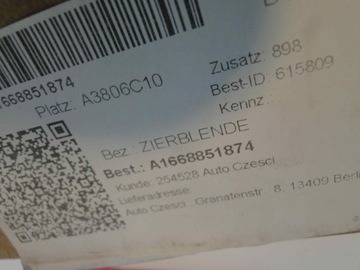 1668851874
Platz: A3806C10
Zusatz: 898
Best-ID: 615809
Kennz.:
Bez.: ZIERBLENDE
Best.: A1668851874
Kunde: 254528 Auto Czesci
Lieferadresse:
Auto Czesci , Granatenstr. 8, 13409 Berli